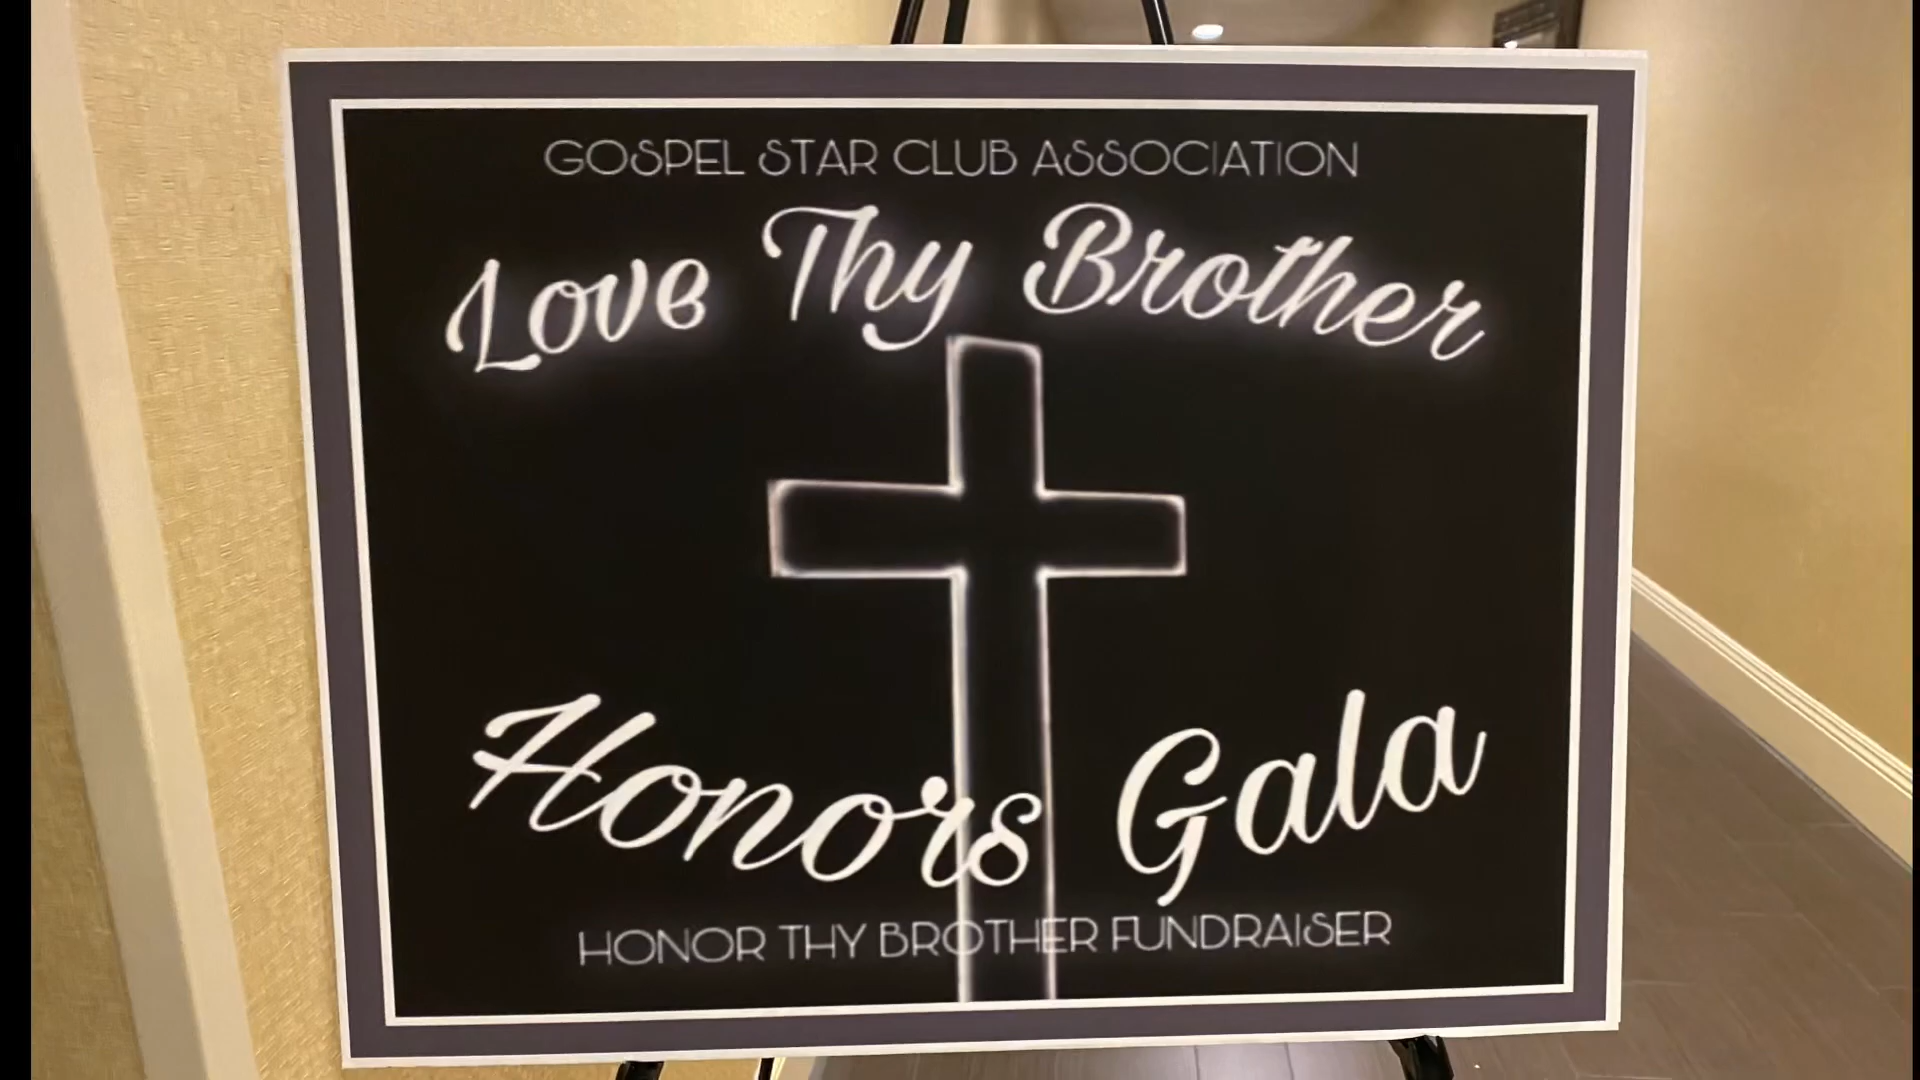 GOSPEL STAR CLUB ASSOCIATION
Love Thy Brother
Honors Gala
HONOR THY BROTHER FUNDRAISER